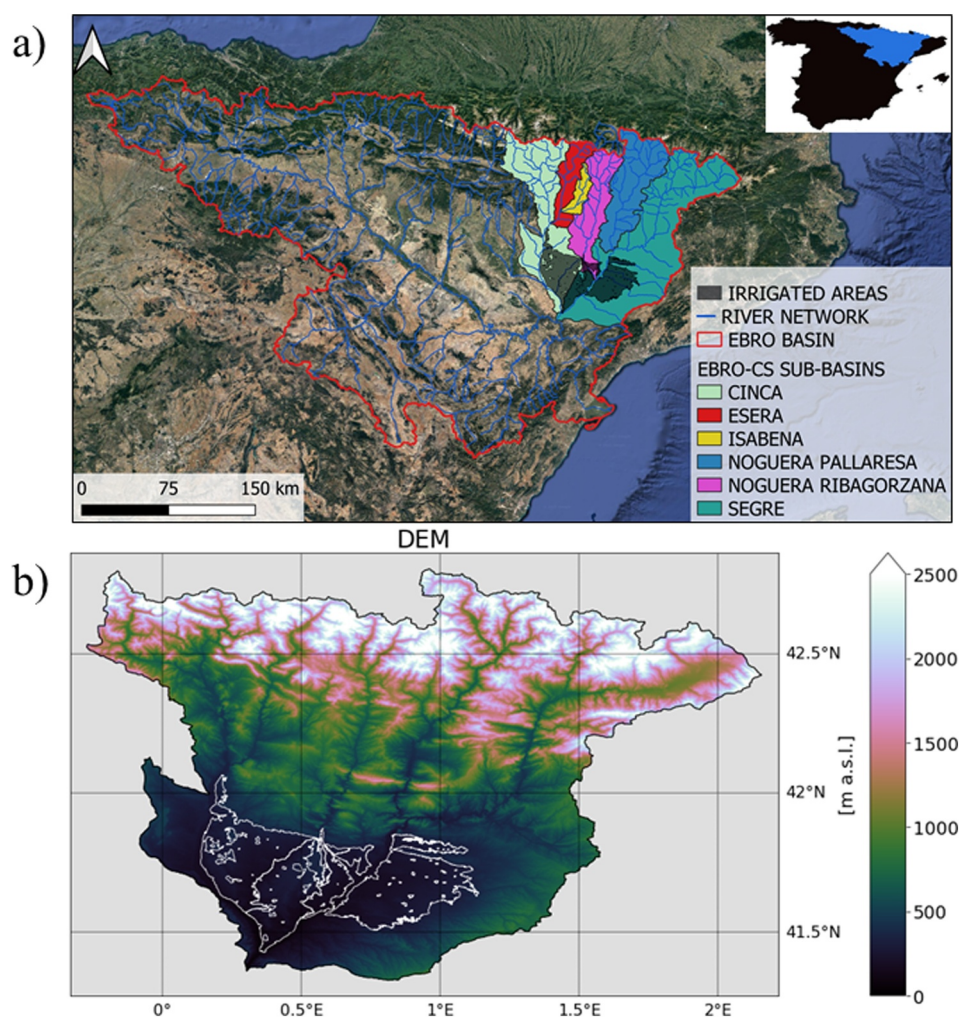 a)
IRRIGATED AREAS
RIVER NETWORK
EBRO BASIN
EBRO-CS SUB-BASINS
CINCA
ESERA
ISABENA
NOGUERA PALLARESA
NOGUERA RIBAGORZANA
SEGRE
0 75 150 km
DEM
b)
2500
2000
1500
1000
500
0
[m a.s.l.]
42.5°N
42°N
41.5°N
0° 0.5°E 1°E 1.5°E 2°E